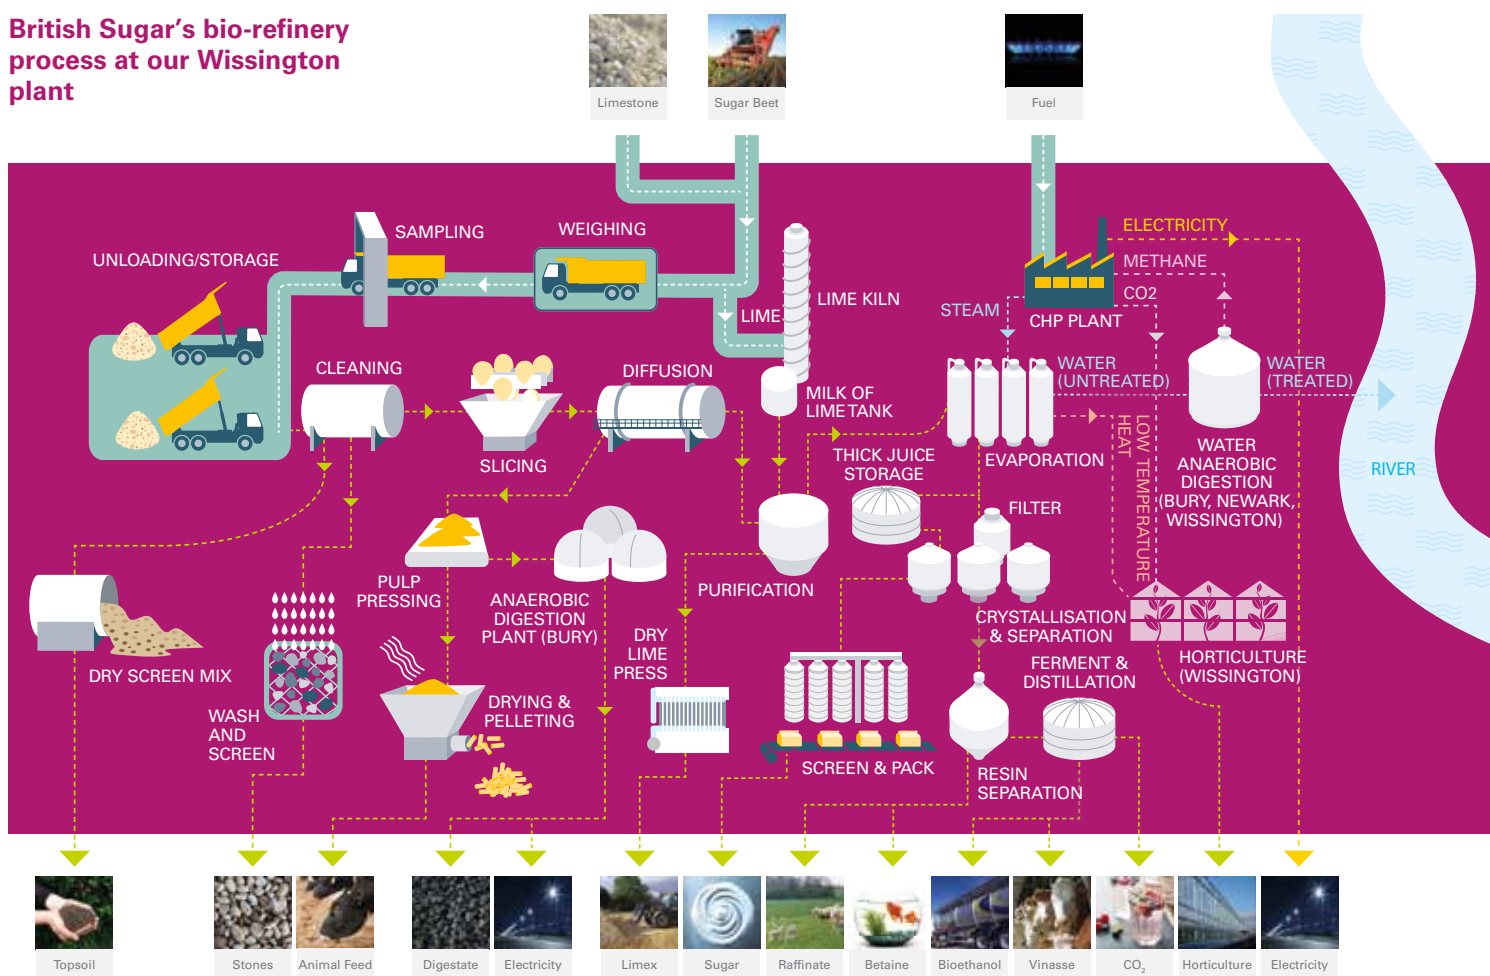 British Sugar's bio-refinery
process at our Wissington
plant
Limestone
Sugar Beet
Fuel
ELECTRICITY
SAMPLING
WEIGHING
UNLOADING/STORAGE
METHANE
CO2
LIME KILN
STEAM
LIME
CHP PLANT
CLEANING
DIFFUSION
WATER
(UNTREATED)
WATER
(TREATED)
MILK OF
LIME TANK
LOW TEMPERATURE
HEAT
SLICING
THICK JUICE
STORAGE
EVAPORATION
WATER
ANAEROBIC
DIGESTION
(BURY, NEWARK,
WISSINGTON)
RIVER
FILTER
PULP
PRESSING
ANAEROBIC
DIGESTION
PLANT (BURY)
PURIFICATION
CRYSTALLISATION
& SEPARATION
DRY
LIME
PRESS
DRY SCREEN MIX
FERMENT &
DISTILLATION
HORTICULTURE
(WISSINGTON)
WASH
AND
SCREEN
DRYING &
PELLETING
SCREEN & PACK
RESIN
SEPARATION
Topsoil
Stones
Animal Feed
Digestate
Electricity
Limex
Sugar
Raffinate
Betaine
Bioethanol
Vinasse
CO₂
Horticulture
Electricity